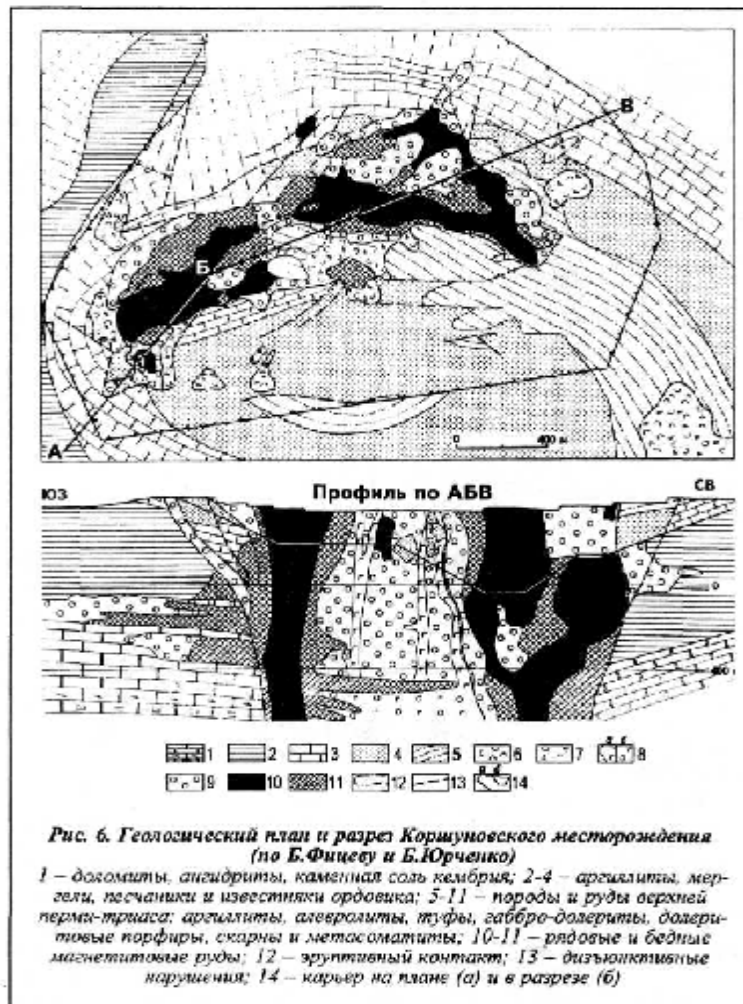 В
Б
А
0 400 м
ЮЗ Профиль по АБВ СВ
0
1 2 3 4 5 6 7 8
9 10 11 12 13 14
Рис. 6. Геологический план и разрез Коршуновского месторождения
(по Б.Фицеву и Б.Юрченко)
1 – доломиты, ангидриты, каменная соль кембрия; 2-4 – аргиллиты, мер-
гели, песчаники и известняки ордовика; 5-11 – породы и руды верхней
перми-триаса: аргиллиты, алевролиты, туфы, габбро-долериты, долери-
товые порфиры, скарны и метасоматиты; 10-11 – рядовые и бедные
магнетитовые руды; 12 – эруптивный контакт; 13 – дизъюнктивные
нарушения; 14 – карьер на плане (а) и в разрезе (б)